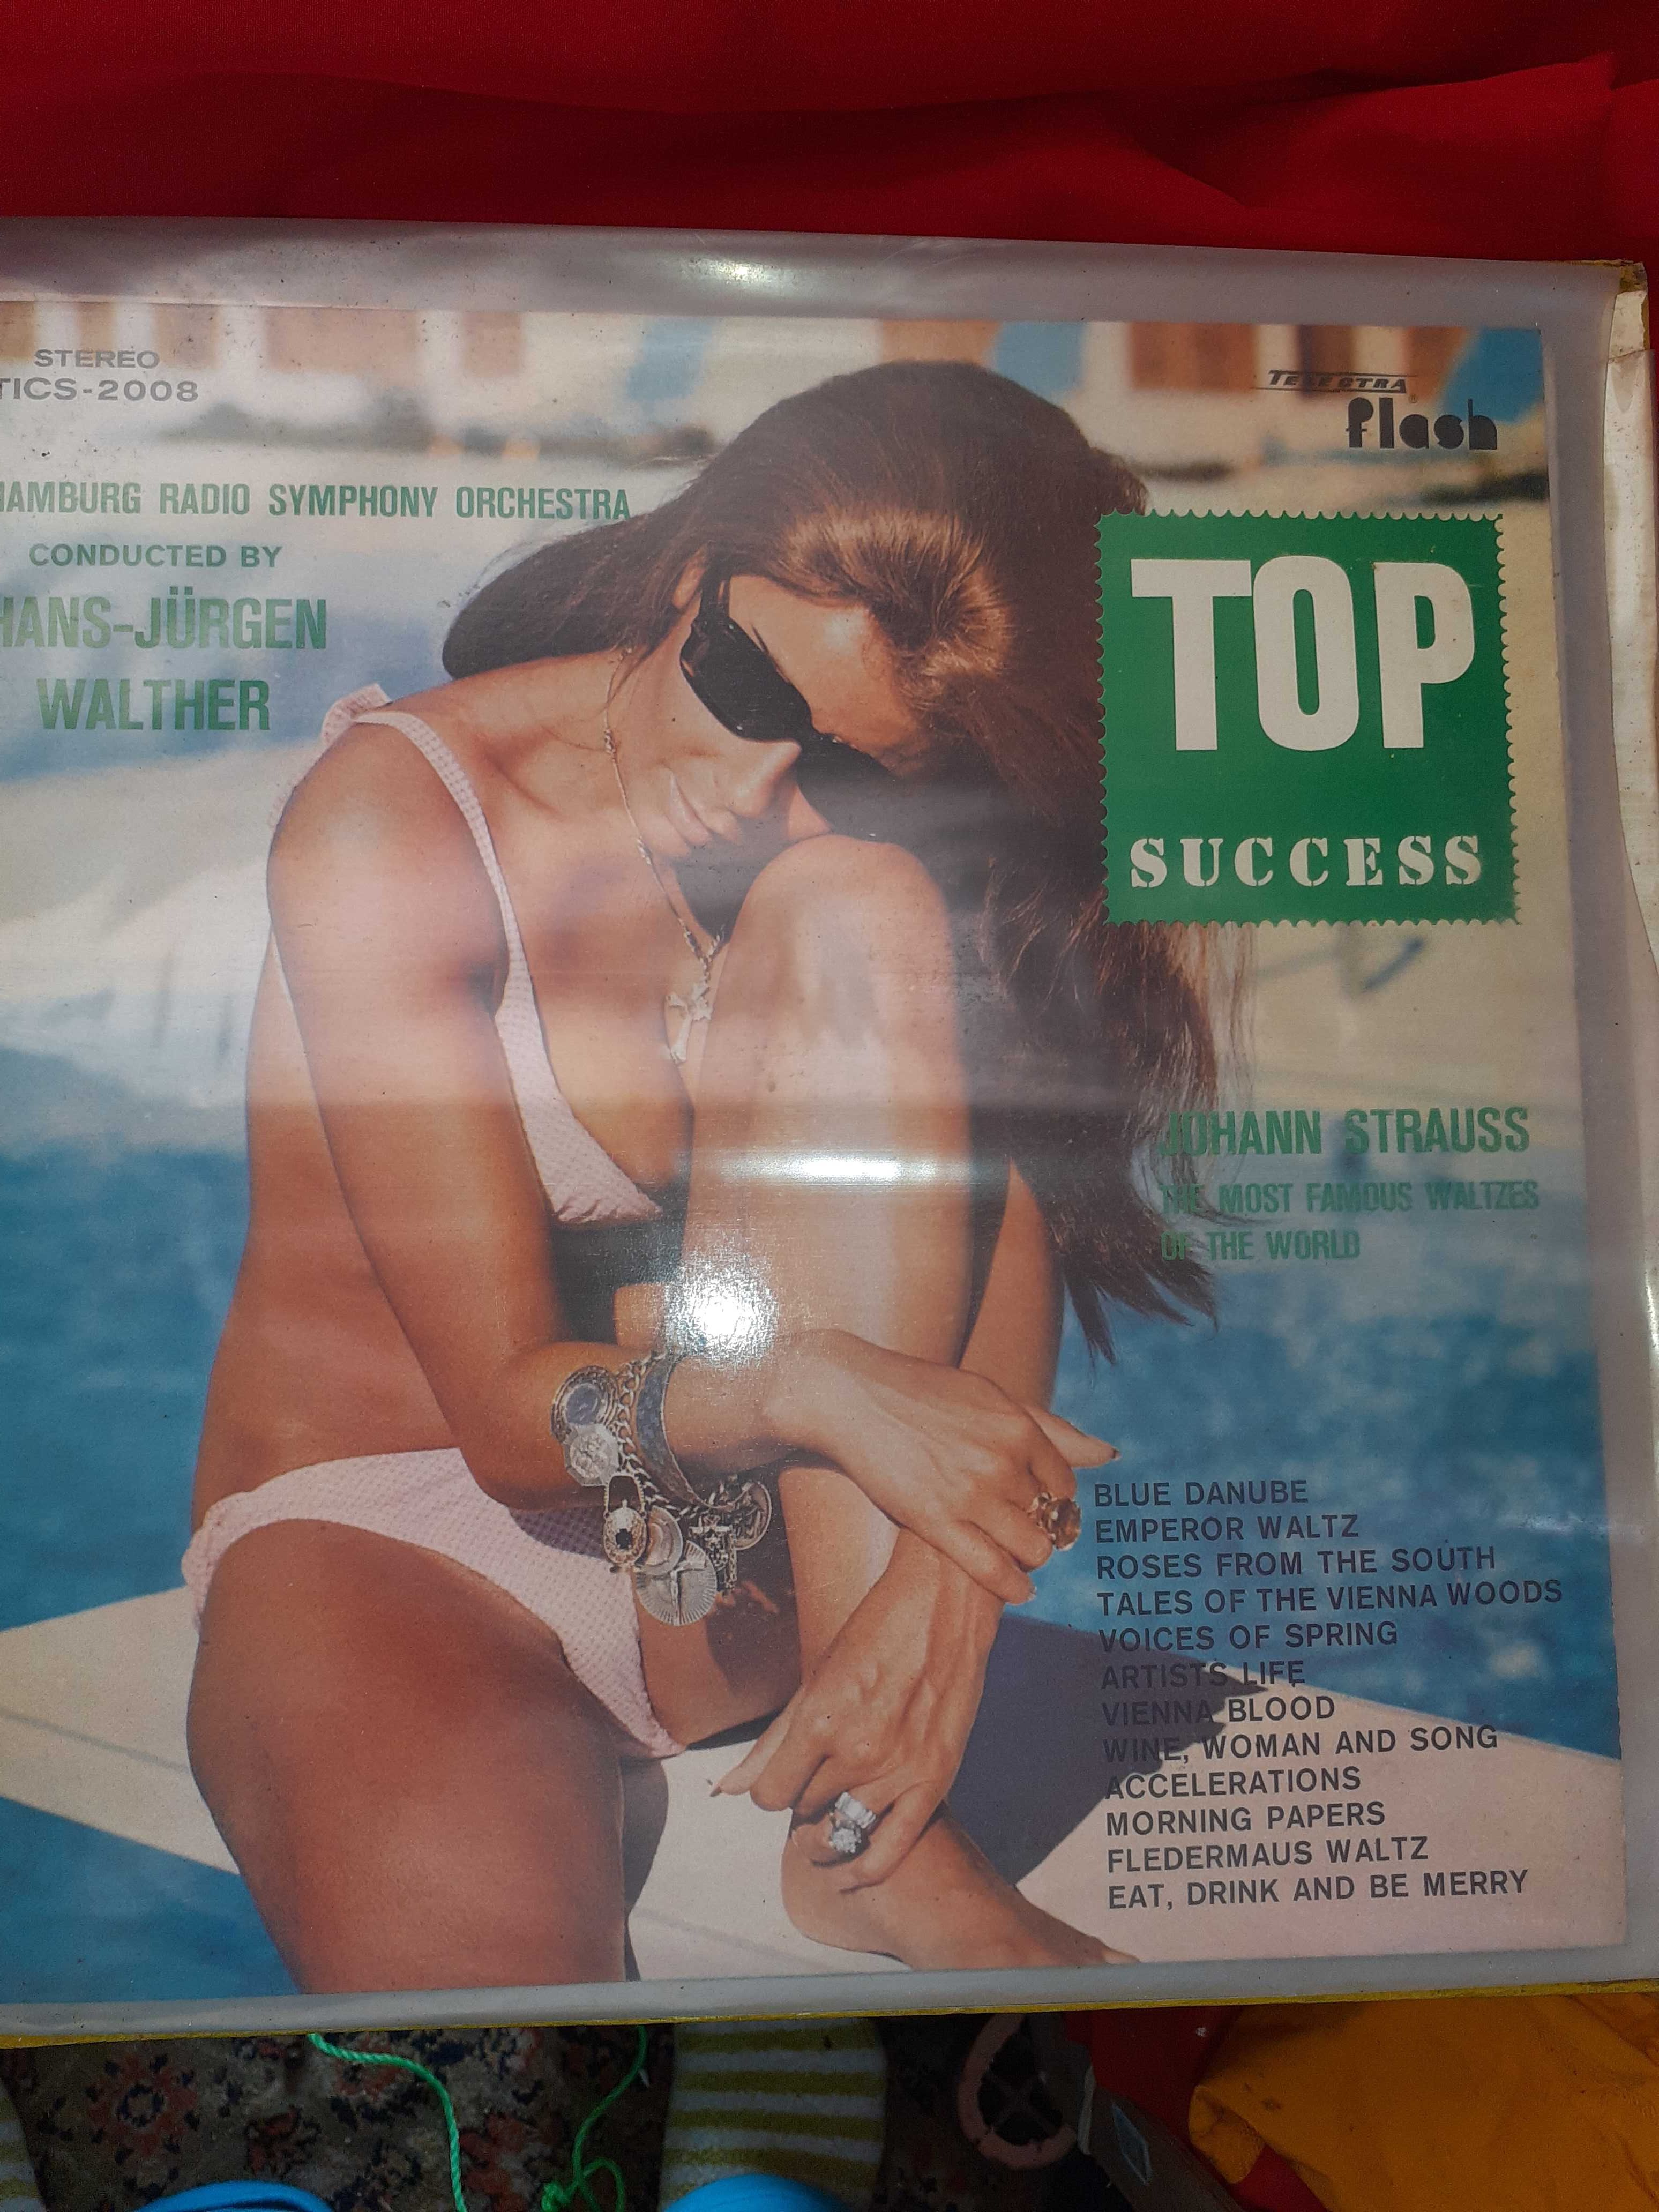 STEREO
TICS-2008
TELECTRA
flash
HAMBURG RADIO SYMPHONY ORCHESTRA
CONDUCTED BY
HANS-JÜRGEN
WALTHER
TOP
SUCCESS
JOHANN STRAUSS
THE MOST FAMOUS WALTZES
OF THE WORLD
BLUE DANUBE
EMPEROR WALTZ
ROSES FROM THE SOUTH
TALES OF THE VIENNA WOODS
VOICES OF SPRING
ARTISTS LIFE
VIENNA BLOOD
WINE, WOMAN AND SONG
ACCELERATIONS
MORNING PAPERS
FLEDERMAUS WALTZ
EAT, DRINK AND BE MERRY